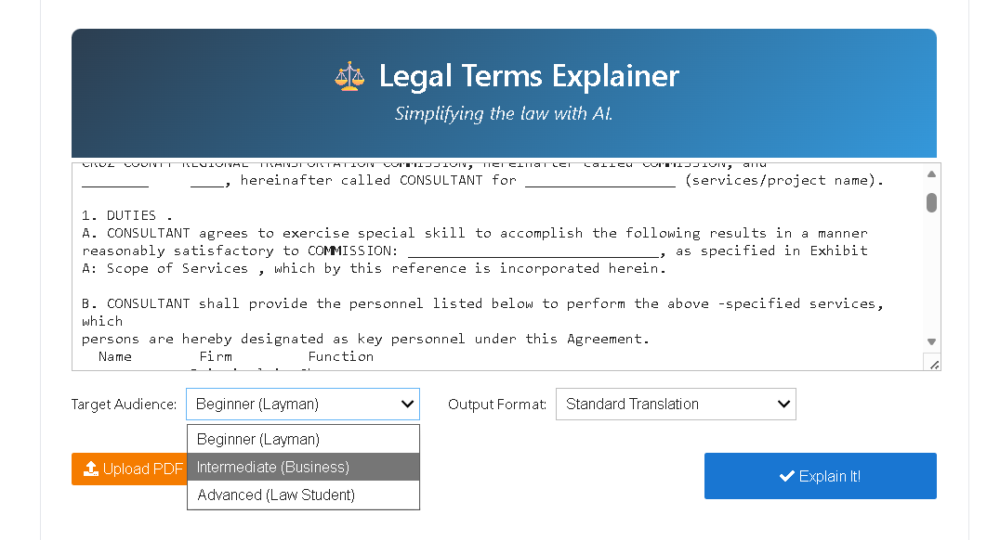 Legal Terms Explainer
Simplifying the law with AI.
CRUZ COUNTY REGIONAL TRANSPORTATION COMMISSION, hereinafter called COMMISSION, and
________ ____, hereinafter called CONSULTANT for __________________ (services/project name).
1. DUTIES .
A. CONSULTANT agrees to exercise special skill to accomplish the following results in a manner
reasonably satisfactory to COMMISSION: ______________________________, as specified in Exhibit
A: Scope of Services , which by this reference is incorporated herein.
B. CONSULTANT shall provide the personnel listed below to perform the above -specified services,
which
persons are hereby designated as key personnel under this Agreement.
Name Firm Function
Target Audience: Beginner (Layman) Output Format: Standard Translation
Beginner (Layman)
Upload PDF Intermediate (Business) Explain It!
Advanced (Law Student)